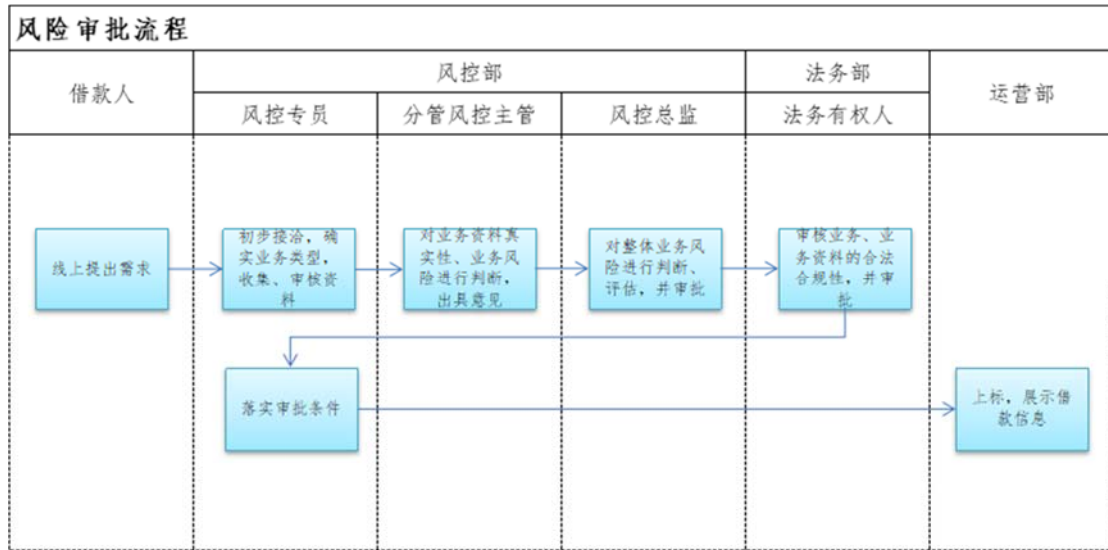 风险审批流程
借款人
风控部
法务部
运营部
风控专员
分管风控主管
风控总监
法务有权人
线上提出需求
初步接洽，确
实业务类型，
收集、审核资
料
对业务资料真
实性、业务风
险进行判断，
出具意见
对整体业务风
险进行判断、
评估，并审批
审核业务、业
务资料的合法
合规性，并审
批
落实审批条件
上标，展示借
款信息